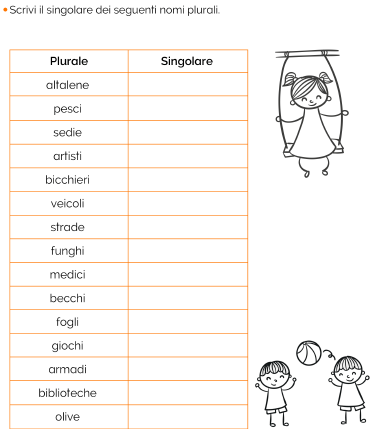 • Scrivi il singolare dei seguenti nomi plurali.
Plurale Singolare
altalene
pesci
sedie
artisti
bicchieri
veicoli
strade
funghi
medici
becchi
fogli
giochi
armadi
biblioteche
olive